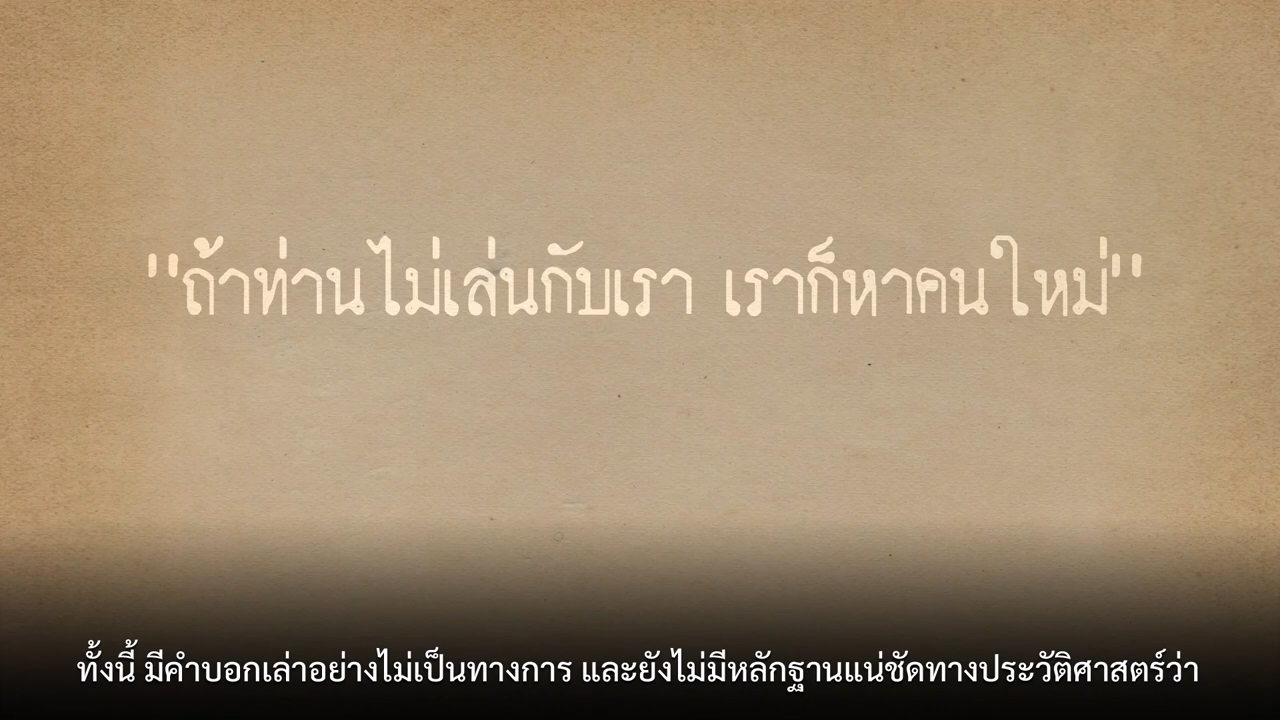 "ถ้าท่านไม่เล่นกับเรา เราก็หาคนใหม่"
ทั้งนี้ มีคำบอกเล่าอย่างไม่เป็นทางการ และยังไม่มีหลักฐานแน่ชัดทางประวัติศาสตร์ว่า